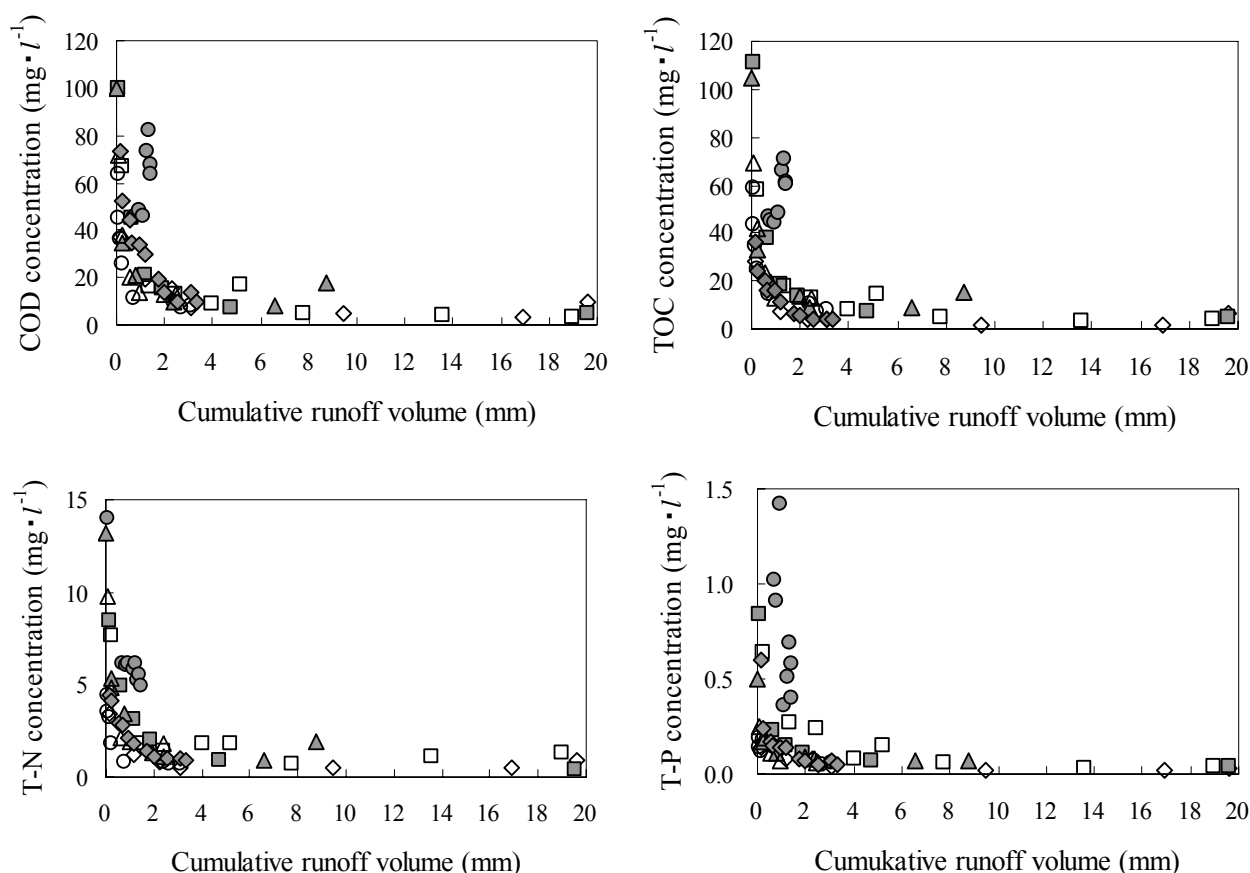 120
100
80
60
40
20
0
0 2 4 6 8 10 12 14 16 18 20
COD concentration (mg・l⁻¹)
Cumulative runoff volume (mm)
120
100
80
60
40
20
0
0 2 4 6 8 10 12 14 16 18 20
TOC concentration (mg・l⁻¹)
Cumulative runoff volume (mm)
15
10
5
0
0 2 4 6 8 10 12 14 16 18 20
T-N concentration (mg・l⁻¹)
Cumulative runoff volume (mm)
1.5
1.0
0.5
0.0
0 2 4 6 8 10 12 14 16 18 20
T-P concentration (mg・l⁻¹)
Cumukative runoff volume (mm)